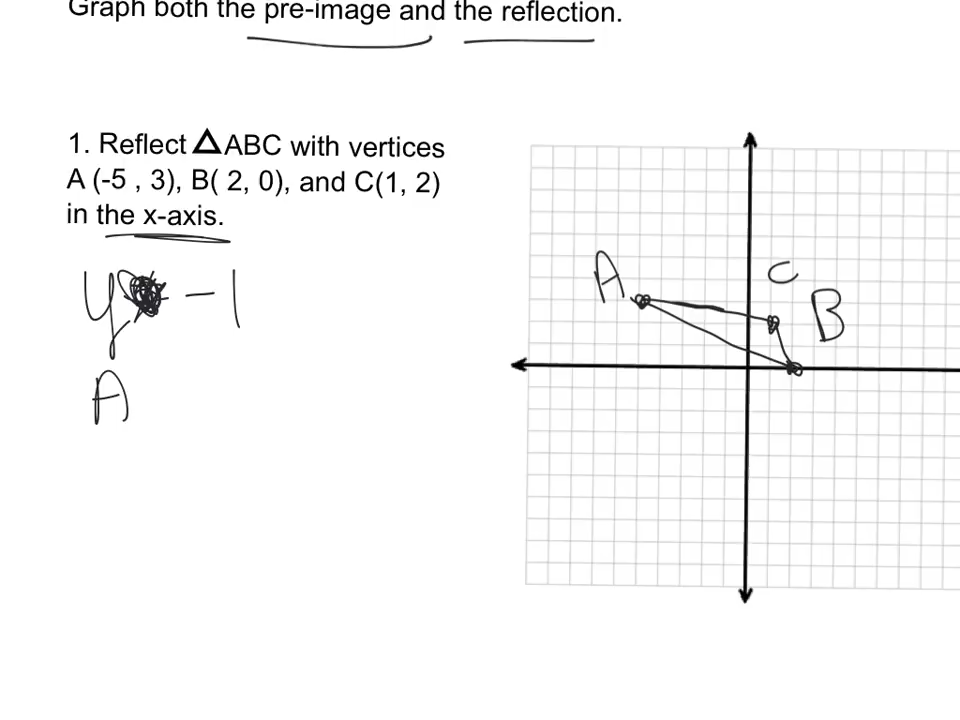 Graph both the pre-image and the reflection.
1. Reflect △ABC with vertices
A (-5 , 3), B( 2, 0), and C(1, 2)
in the x-axis.
y - 1
A
A
C
B